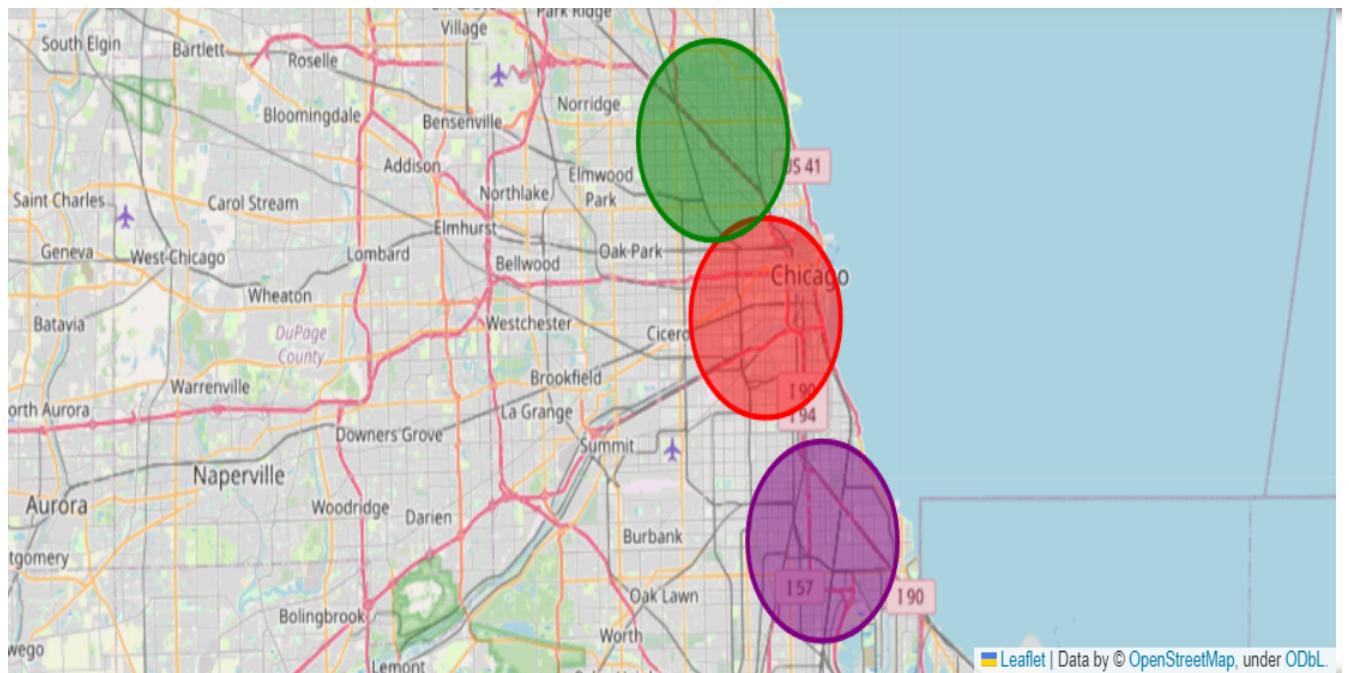 Park Ridge
Village
South Elgin
Bartlett
Roselle
Norridge
Bloomingdale
Bensenville
Addison
US 41
Elmwood
Park
Northlake
Saint Charles
Carol Stream
Elmhurst
Geneva
West Chicago
Lombard
Oak Park
Bellwood
Chicago
Wheaton
Batavia
DuPage
County
Westchester
Cicero
Brookfield
Warrenville
I 90
orth Aurora
La Grange
I 94
Downers Grove
Summit
Naperville
Aurora
Woodridge
Darien
Burbank
tgomery
I 57
Oak Lawn
I 90
Bolingbrook
Worth
wego
Lemont
Leaflet | Data by © OpenStreetMap, under ODbL.